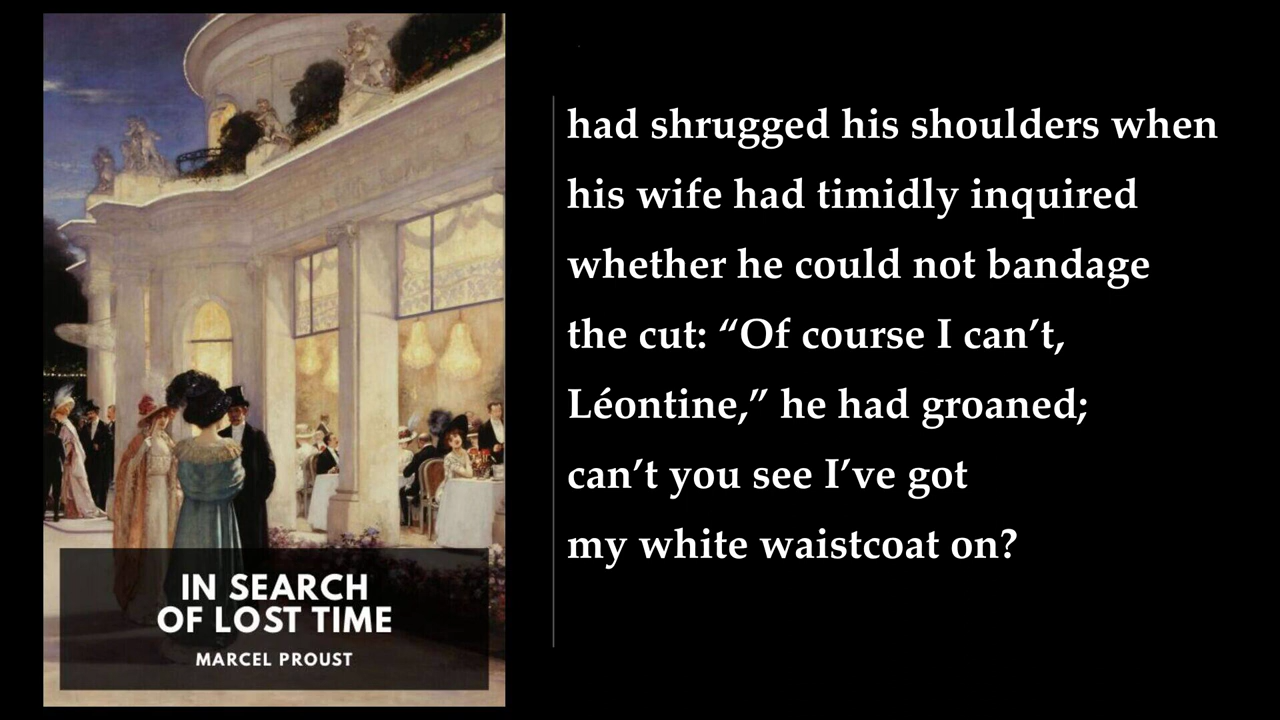 had shrugged his shoulders when
his wife had timidly inquired
whether he could not bandage
the cut: “Of course I can’t,
Léontine,” he had groaned;
can’t you see I’ve got
my white waistcoat on?
IN SEARCH
OF LOST TIME
MARCEL PROUST